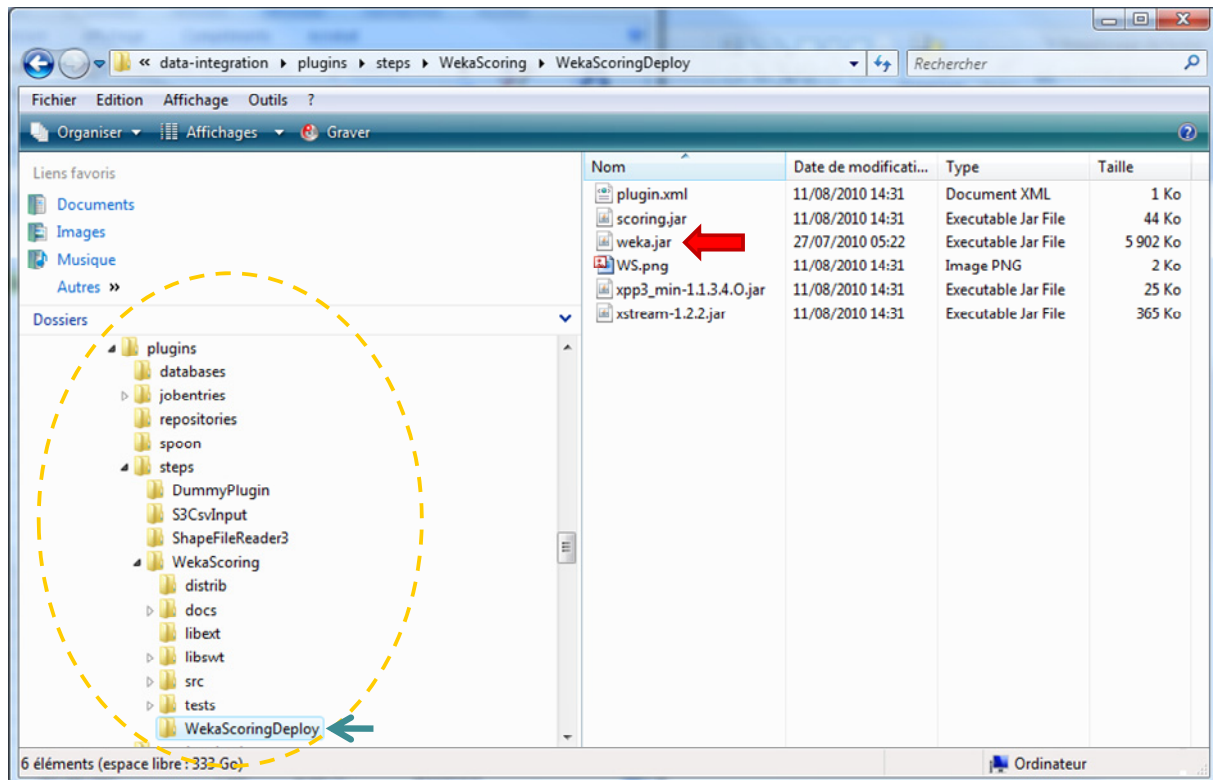 « data-integration ▸ plugins ▸ steps ▸ WekaScoring ▸ WekaScoringDeploy Rechercher
Fichier Edition Affichage Outils ?
Organiser Affichages Graver
Liens favoris
Documents
Images
Musique
Autres »
Dossiers
plugins
databases
jobentries
repositories
spoon
steps
DummyPlugin
S3CsvInput
ShapeFileReader3
WekaScoring
distrib
docs
libext
libswt
src
tests
WekaScoringDeploy
Nom Date de modificati... Type Taille
plugin.xml 11/08/2010 14:31 Document XML 1 Ko
scoring.jar 11/08/2010 14:31 Executable Jar File 44 Ko
weka.jar 27/07/2010 05:22 Executable Jar File 5 902 Ko
WS.png 11/08/2010 14:31 Image PNG 2 Ko
xpp3_min-1.1.3.4.O.jar 11/08/2010 14:31 Executable Jar File 25 Ko
xstream-1.2.2.jar 11/08/2010 14:31 Executable Jar File 365 Ko
6 éléments (espace libre : 333 Go) Ordinateur